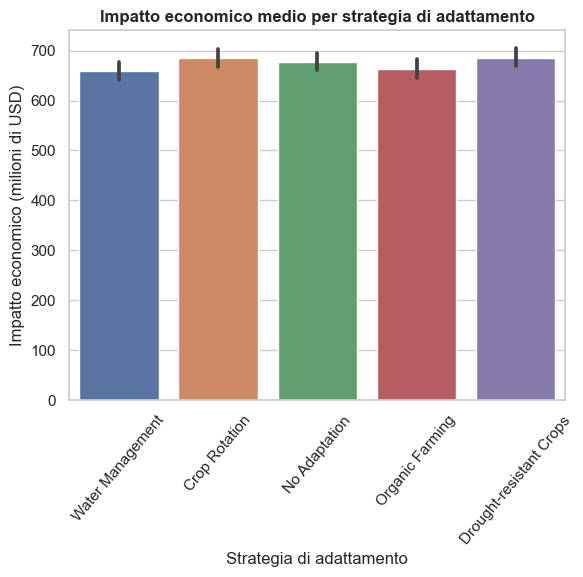 Impatto economico medio per strategia di adattamento
Impatto economico (milioni di USD)
700
600
500
400
300
200
100
0
Water Management
Crop Rotation
No Adaptation
Organic Farming
Drought-resistant Crops
Strategia di adattamento